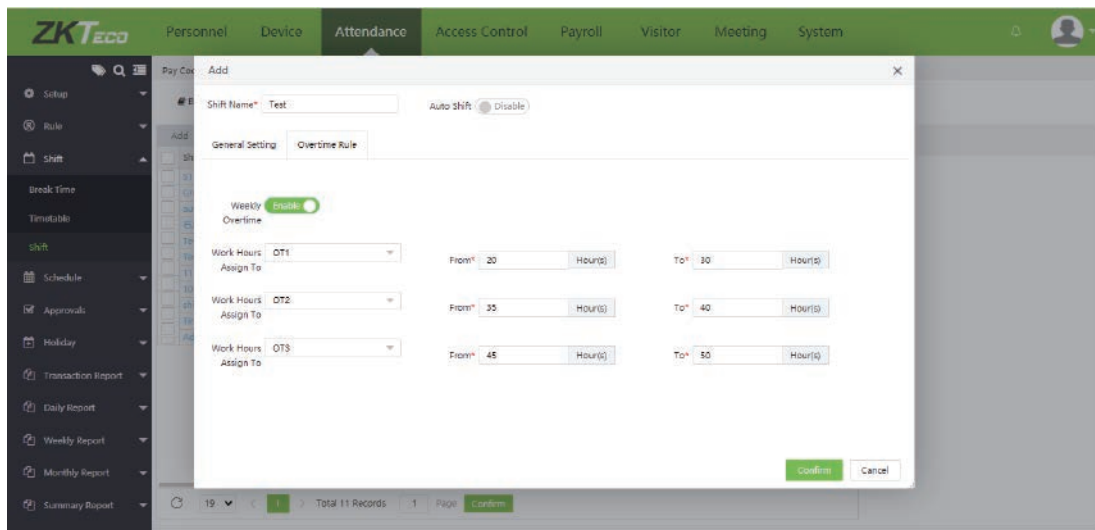 ZKTeco Personnel Device Attendance Access Control Payroll Visitor Meeting System
Pay Cod
Add
Setup
Shift Name* Test Auto Shift Disable
Rule
Add
General Setting Overtime Rule
Shift
Break Time
Weekly Overtime Enable
Timetable
Shift
Work Hours Assign To OT1 From* 20 Hour(s) To* 30 Hour(s)
Schedule
Work Hours Assign To OT2 From* 35 Hour(s) To* 40 Hour(s)
Approvals
Holiday
Work Hours Assign To OT3 From* 45 Hour(s) To* 50 Hour(s)
Transaction Report
Daily Report
Weekly Report
Monthly Report
Confirm Cancel
Summary Report
19 1 Total 11 Records 1 Page Confirm